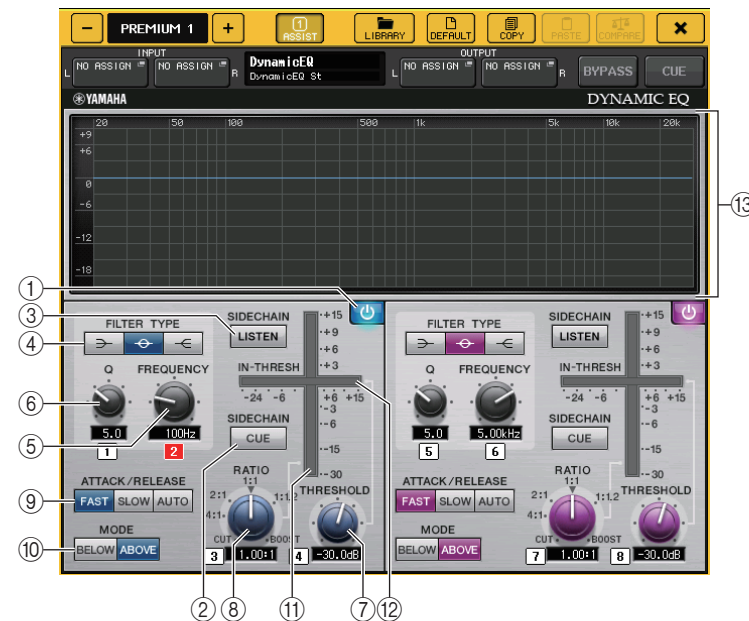 PREMIUM 1
1
ASSIST
LIBRARY
DEFAULT
COPY
PASTE
COMPARE
INPUT
L
NO ASSIGN
NO ASSIGN
R
DynamicEQ
DynamicEQ St
OUTPUT
L
NO ASSIGN
NO ASSIGN
R
BYPASS
CUE
YAMAHA
DYNAMIC EQ
20 50 100 500 1k 5k 10k 20k
+9
+6
0
-6
-12
-18
⑬
①
③
④
⑥
⑤
⑨
⑩
FILTER TYPE
Q
FREQUENCY
5.0
100Hz
1
2
ATTACK/RELEASE
FAST SLOW AUTO
MODE
BELOW ABOVE
SIDECHAIN
LISTEN
IN-THRESH
-24 -6 +6 +15
SIDECHAIN
CUE
+15
+9
+6
+3
-3
-6
-15
-30
RATIO
1:1
2:1
1:1.2
4:1
CUT
BOOST
3
1.00:1
THRESHOLD
4
-30.0dB
FILTER TYPE
Q
FREQUENCY
5.0
5.00kHz
5
6
ATTACK/RELEASE
FAST SLOW AUTO
MODE
BELOW ABOVE
SIDECHAIN
LISTEN
IN-THRESH
-24 -6 +6 +15
SIDECHAIN
CUE
+15
+9
+6
+3
-3
-6
-15
-30
RATIO
1:1
2:1
1:1.2
4:1
CUT
BOOST
7
1.00:1
THRESHOLD
8
-30.0dB
② ⑧ ⑪ ⑦ ⑫